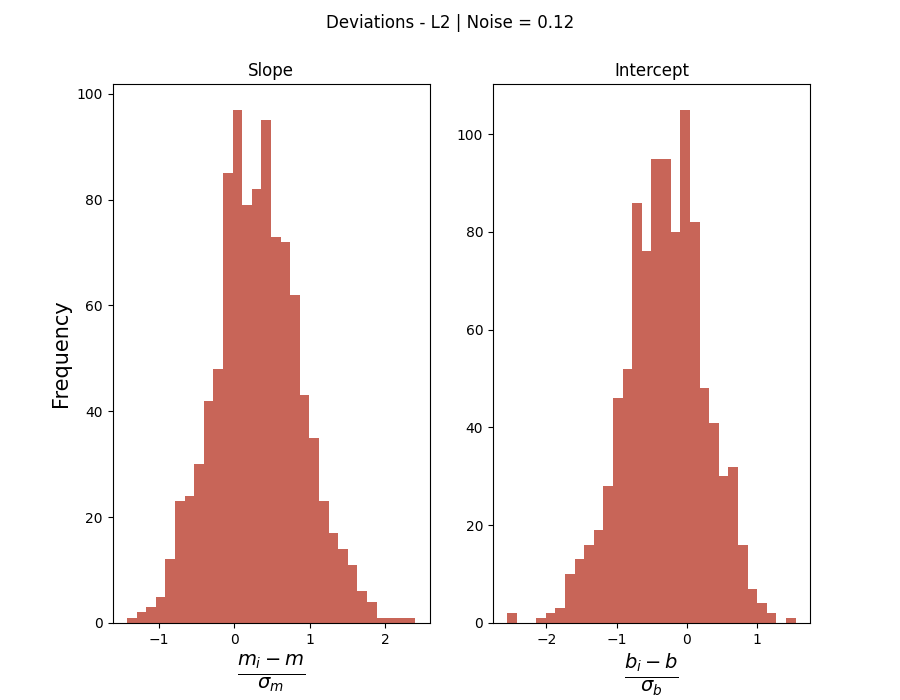 Deviations - L2 | Noise = 0.12
Slope
Intercept
Frequency
100
80
60
40
20
0
−1
0
1
2
100
80
60
40
20
0
−2
−1
0
1
m_i − m
σ_m
b_i − b
σ_b